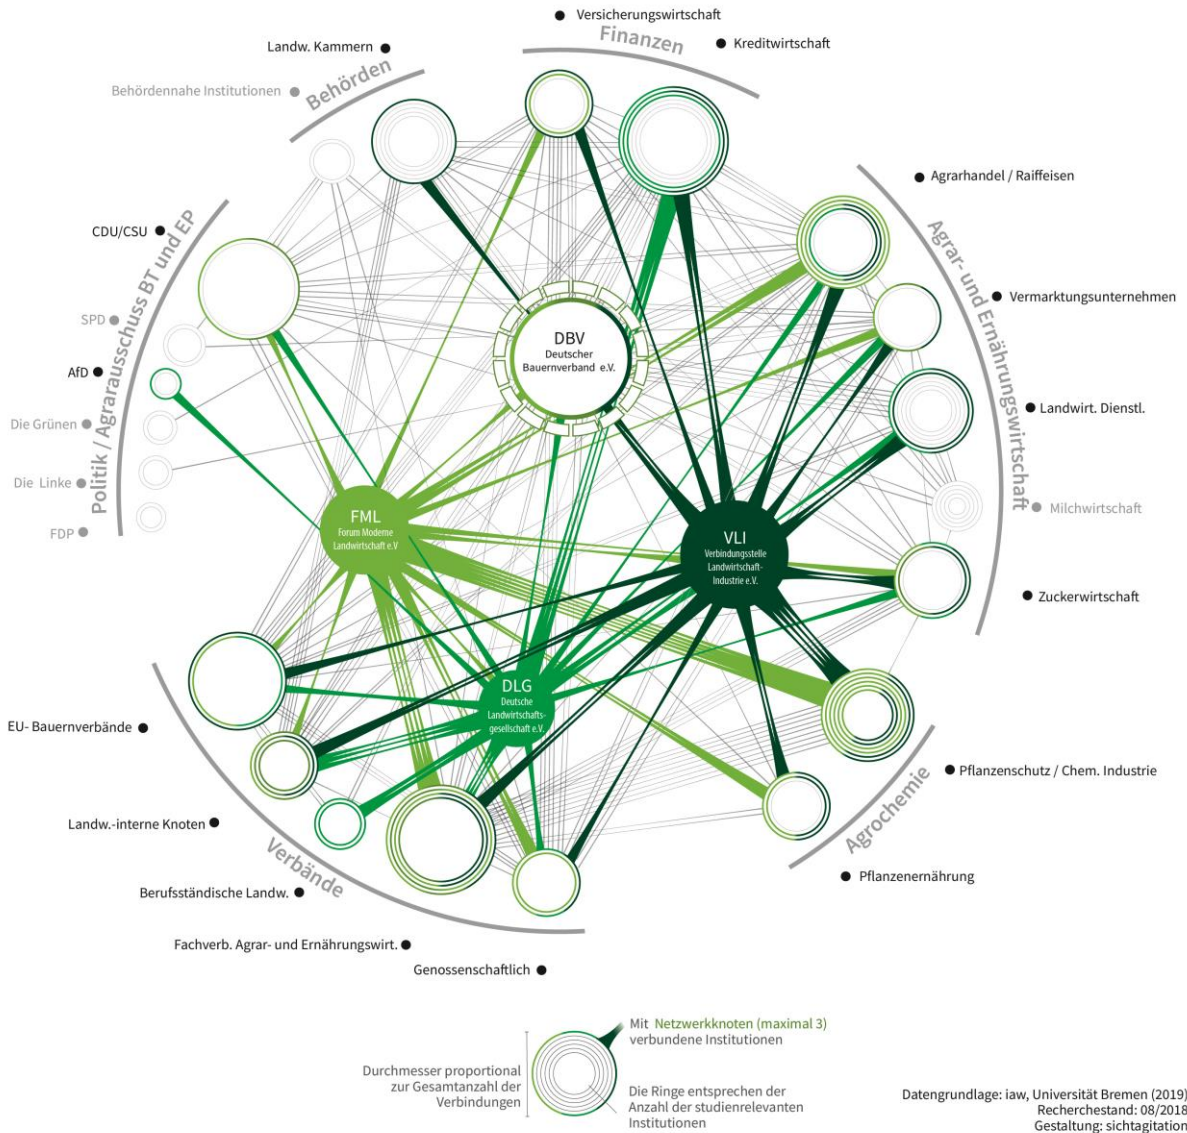 Versicherungswirtschaft
Finanzen
Kreditwirtschaft
Landw. Kammern
Behördennahe Institutionen
Behörden
Agrarhandel / Raiffeisen
Vermarktungsunternehmen
Landwirt. Dienstl.
Milchwirtschaft
Zuckerwirtschaft
Agrar- und Ernährungswirtschaft
CDU/CSU
SPD
AfD
Die Grünen
Die Linke
FDP
Politik / Agrarausschuss BT und EP
DBV
Deutscher
Bauernverband e.V.
FML
Forum Moderne
Landwirtschaft e.V
VLI
Verbindungsstelle
Landwirtschaft-
Industrie e.V.
DLG
Deutsche
Landwirtschafts-
gesellschaft e.V.
EU- Bauernverbände
Landw.-interne Knoten
Berufsständische Landw.
Fachverb. Agrar- und Ernährungswirt.
Genossenschaftlich
Verbände
Pflanzenschutz / Chem. Industrie
Pflanzenernährung
Agrochemie
Mit Netzwerkknoten (maximal 3)
verbundene Institutionen
Durchmesser proportional
zur Gesamtanzahl der
Verbindungen
Die Ringe entsprechen der
Anzahl der studienrelevanten
Institutionen
Datengrundlage: iaw, Universität Bremen (2019)
Recherchestand: 08/2018
Gestaltung: sichtagitation